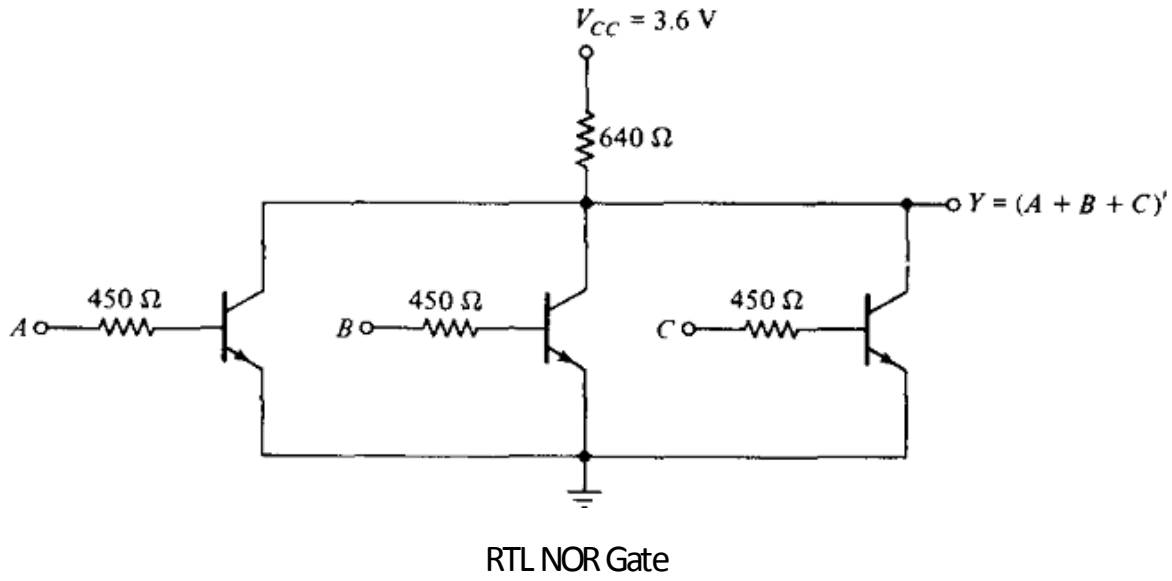 V_CC = 3.6 V
640 Ω
Y = (A + B + C)'
450 Ω
450 Ω
450 Ω
A
B
C
RTL NOR Gate